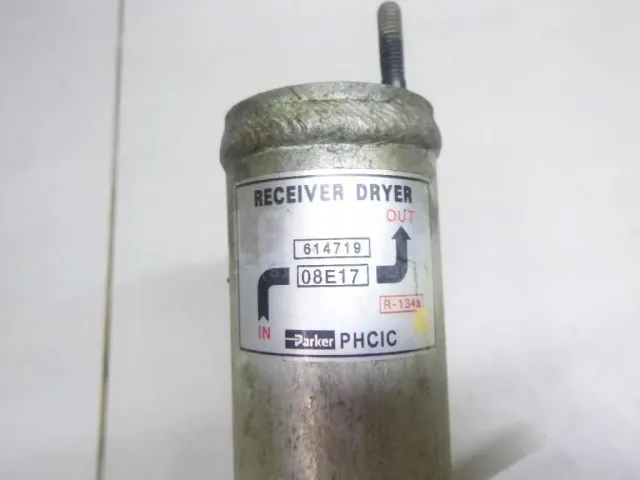 RECEIVER DRYER
OUT
614719
08E17
R-134a
IN
Parker PHCIC